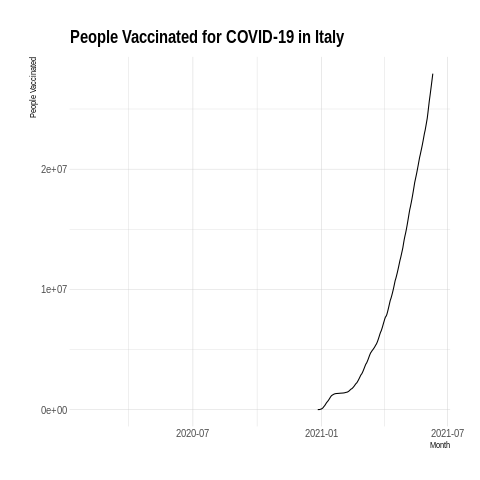 People Vaccinated for COVID-19 in Italy
People Vaccinated
2e+07
1e+07
0e+00
2020-07
2021-01
2021-07
Month